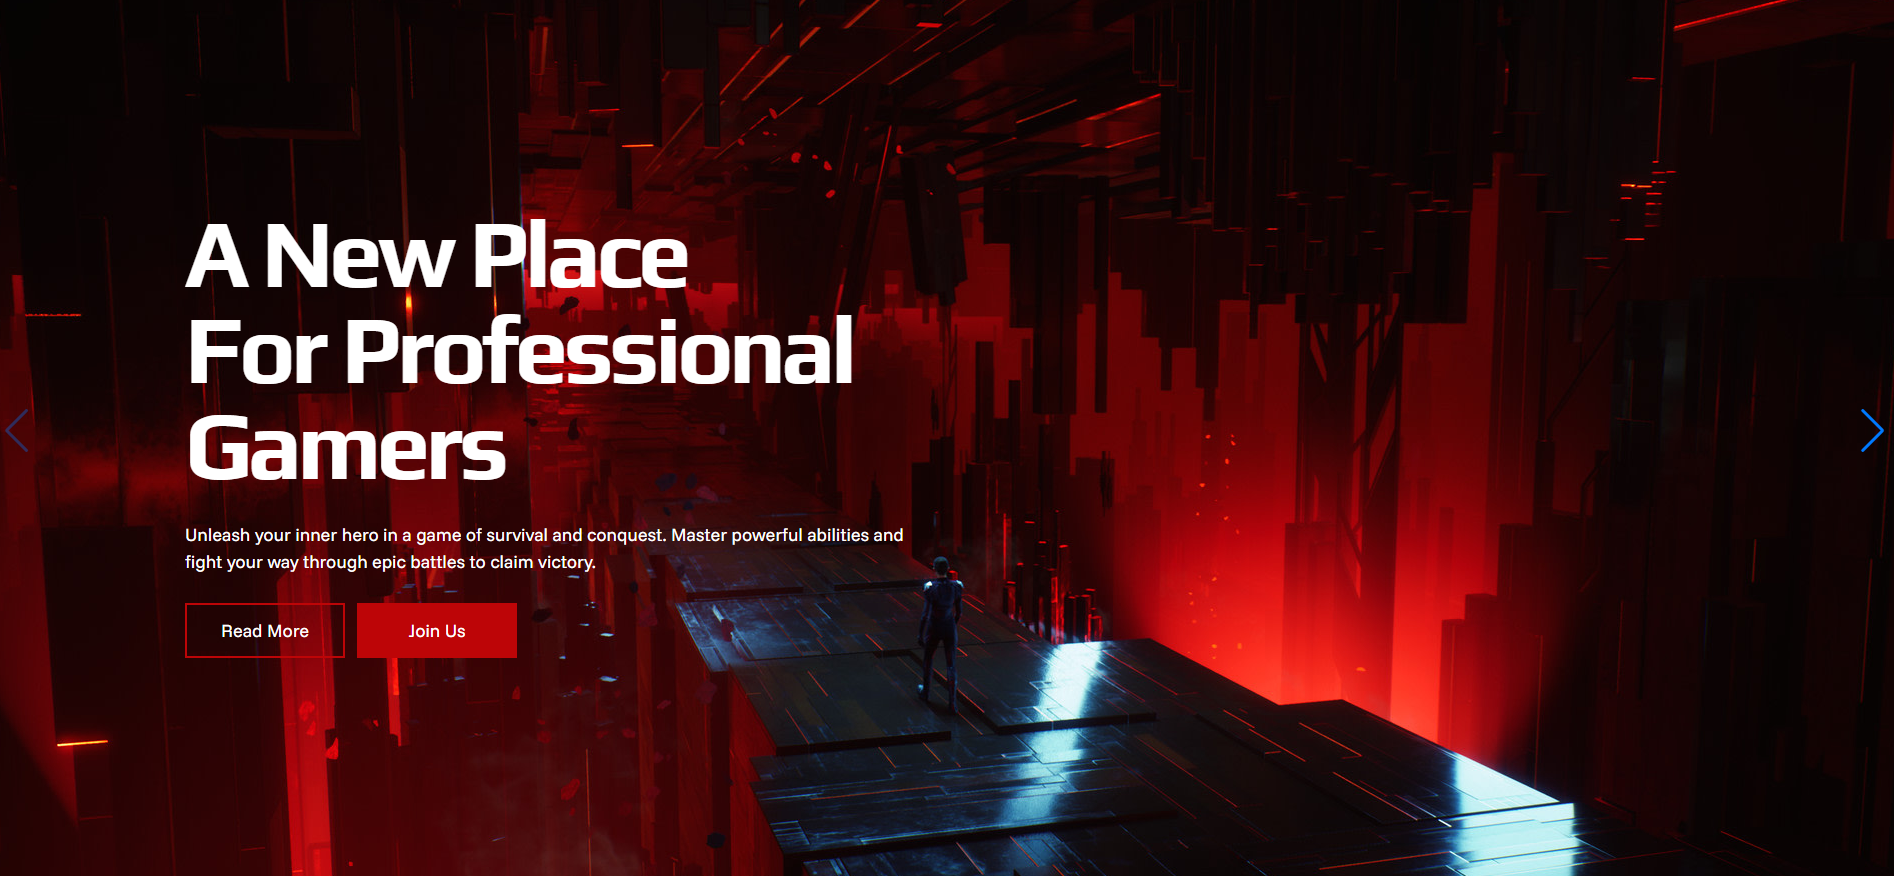 A New Place
For Professional
Gamers
Unleash your inner hero in a game of survival and conquest. Master powerful abilities and
fight your way through epic battles to claim victory.
Read More
Join Us